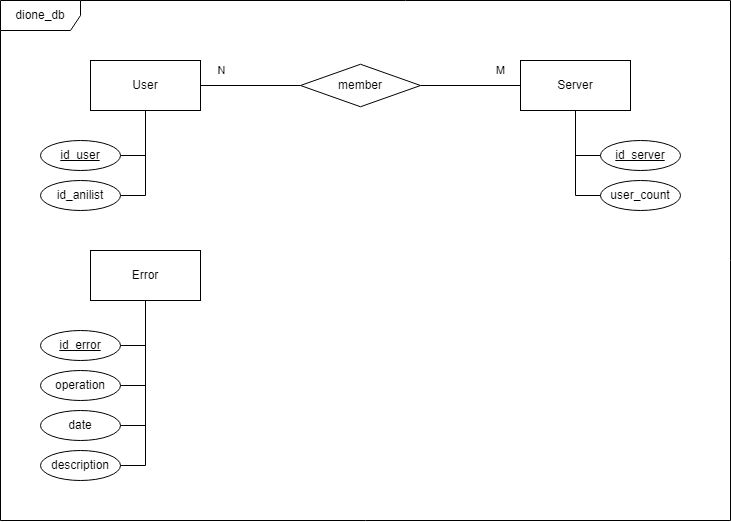 dione_db
User
N
member
M
Server
id_user
id_anilist
id_server
user_count
Error
id_error
operation
date
description